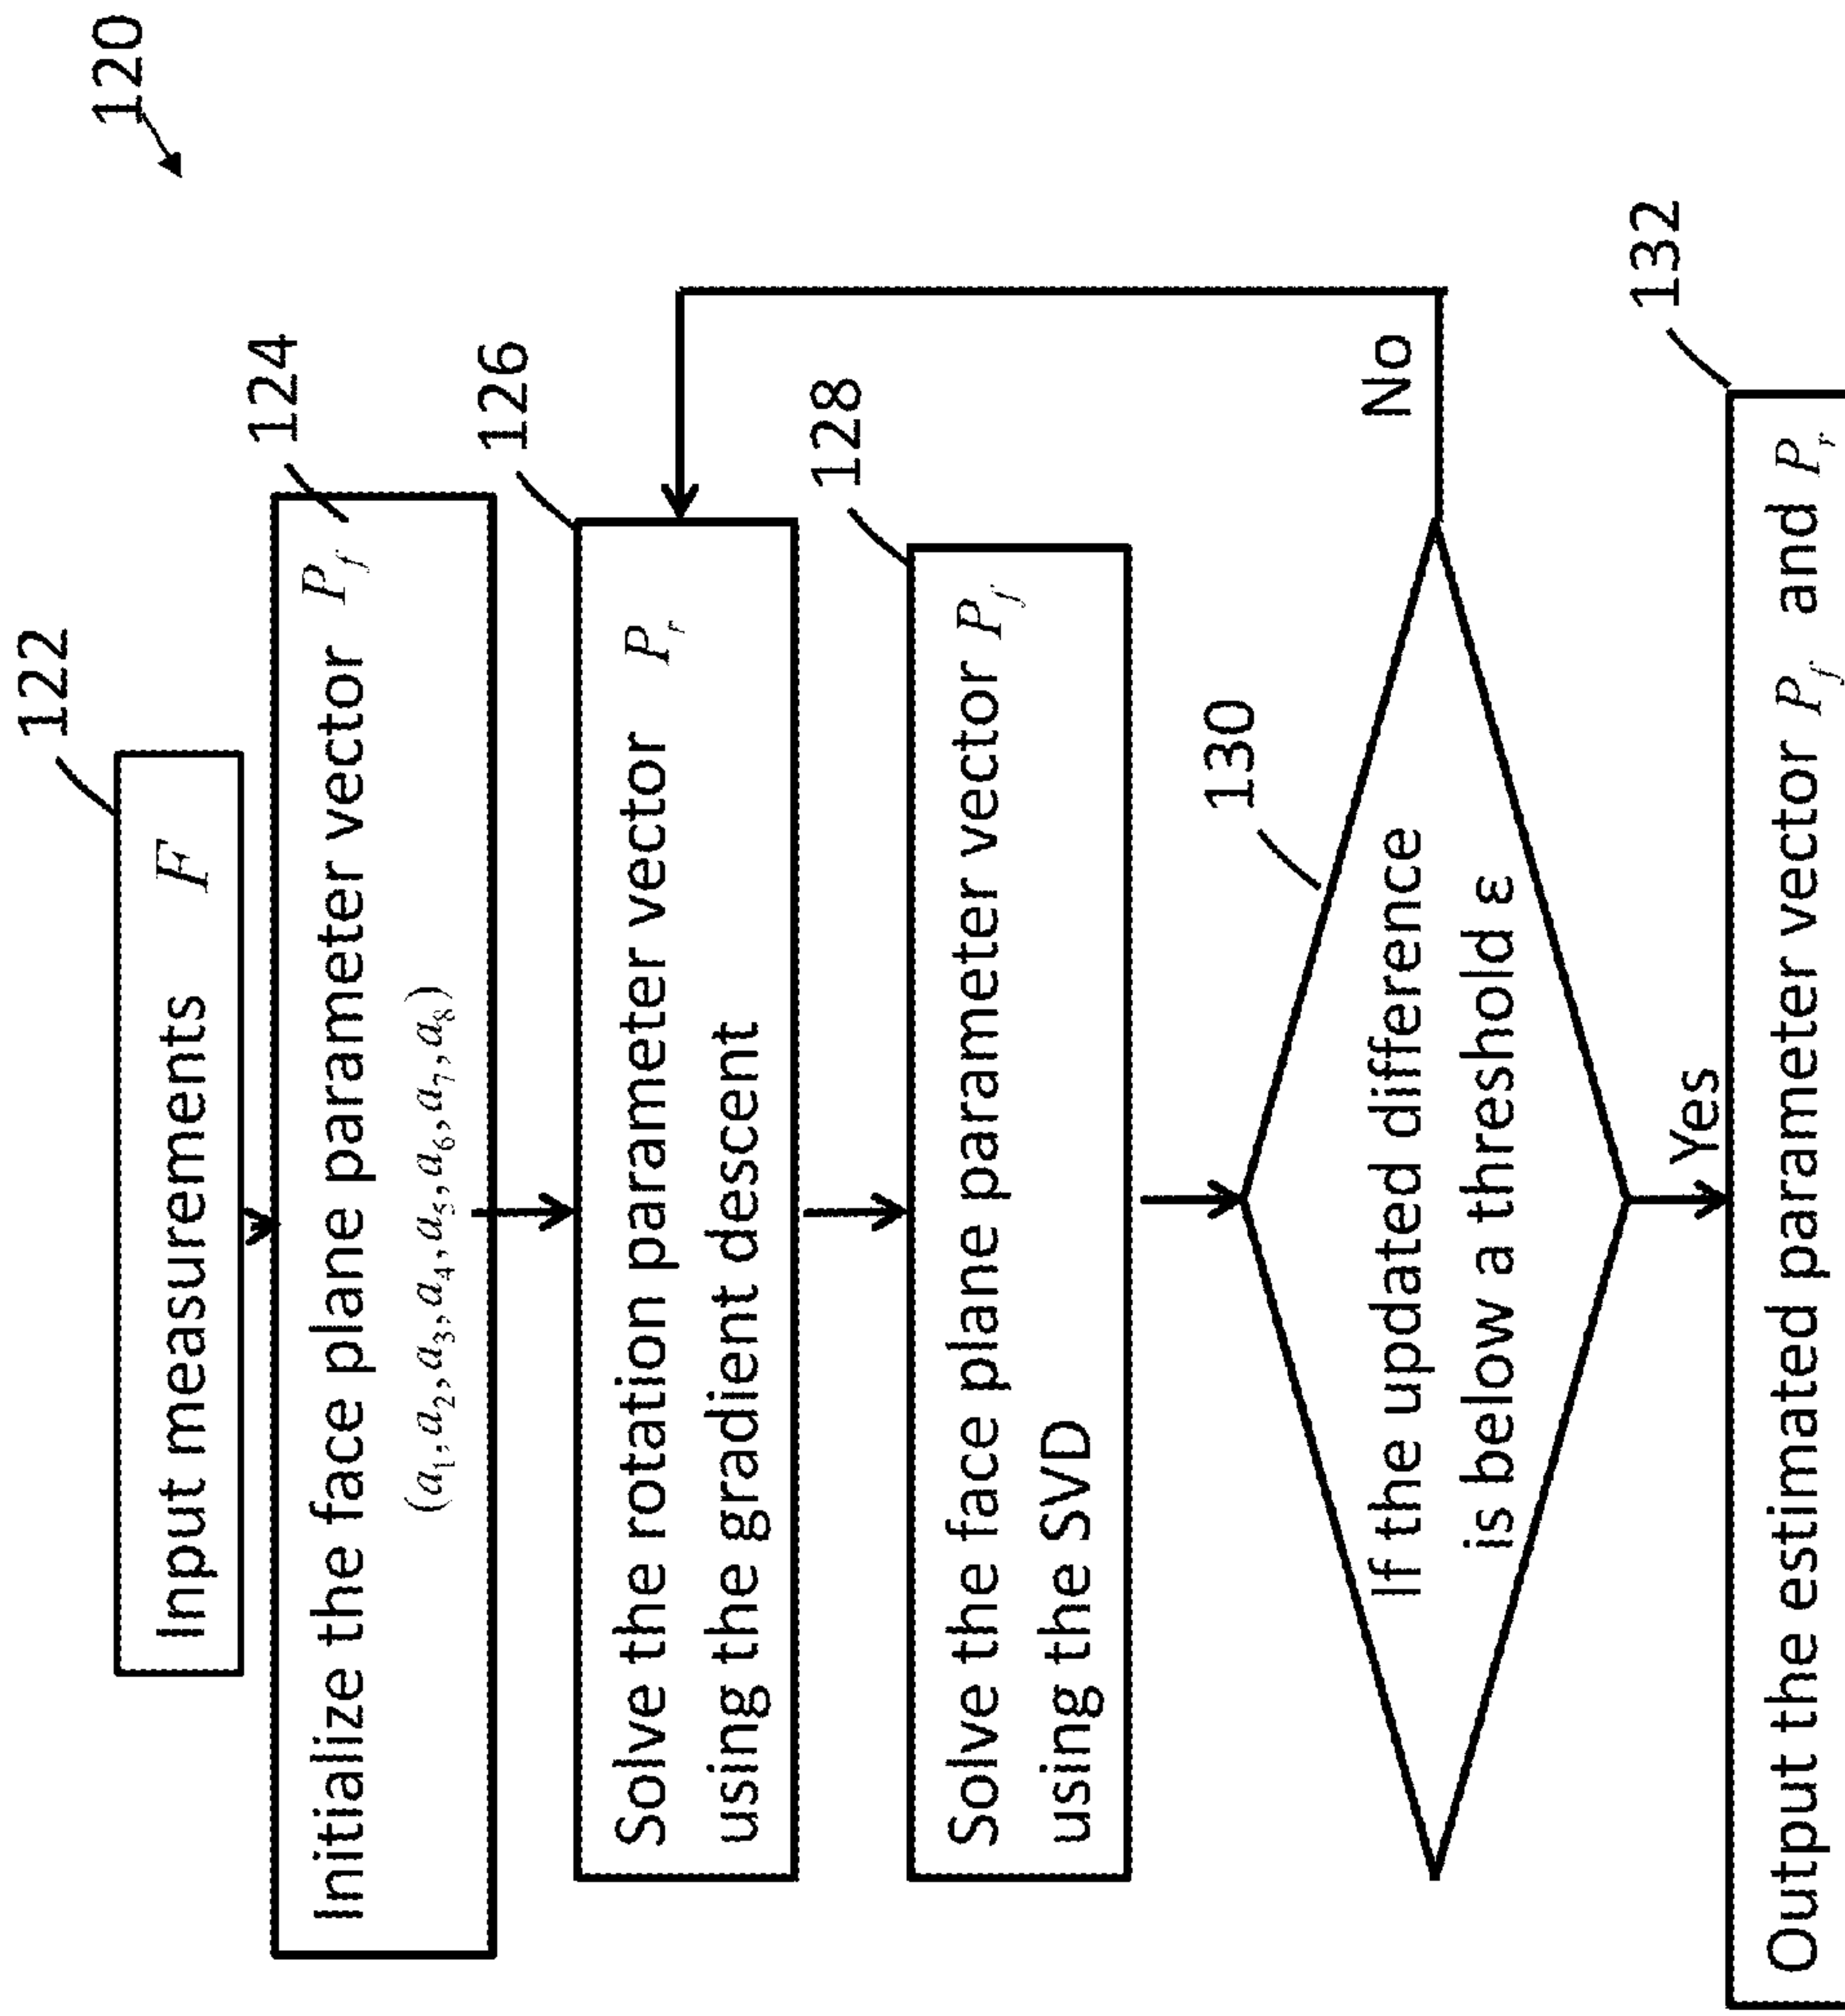 120
122
Input measurements F
124
Initialize the face plane parameter vector P_f
(a_1, a_2, a_3, a_4, a_5, a_6, a_7, a_8)
126
Solve the rotation parameter vector P_r
using the gradient descent
128
Solve the face plane parameter vector P_f
using the SVD
130
If the updated difference
is below a threshold ε
No
Yes
132
Output the estimated parameter vector P_f and P_r